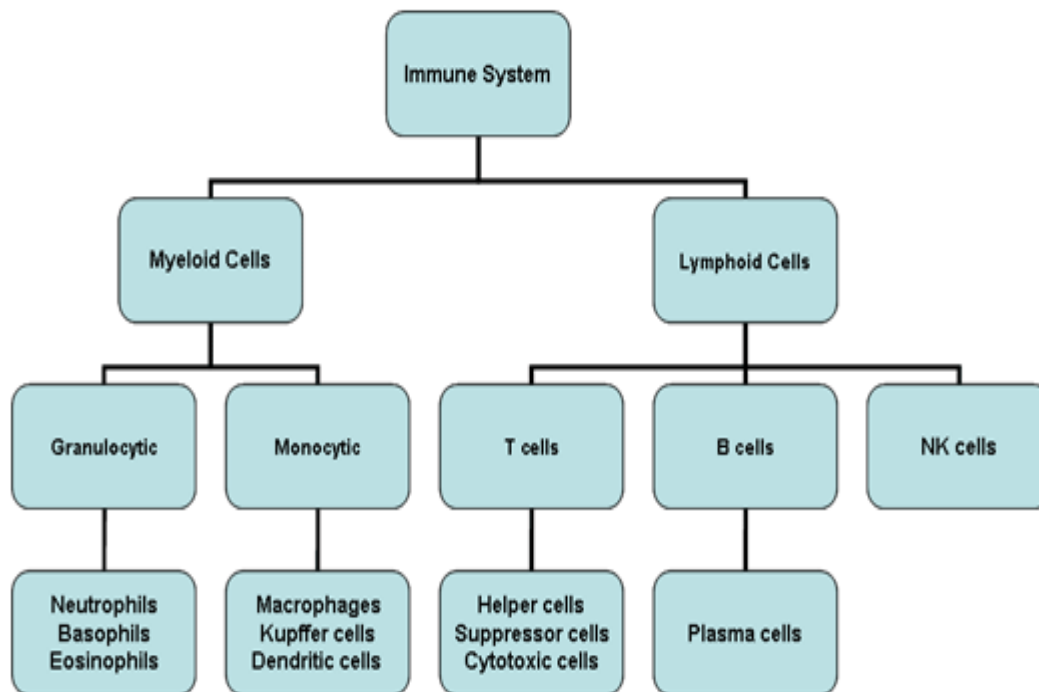 Immune System
Myeloid Cells
Lymphoid Cells
Granulocytic
Monocytic
T cells
B cells
NK cells
Neutrophils
Basophils
Eosinophils
Macrophages
Kupffer cells
Dendritic cells
Helper cells
Suppressor cells
Cytotoxic cells
Plasma cells